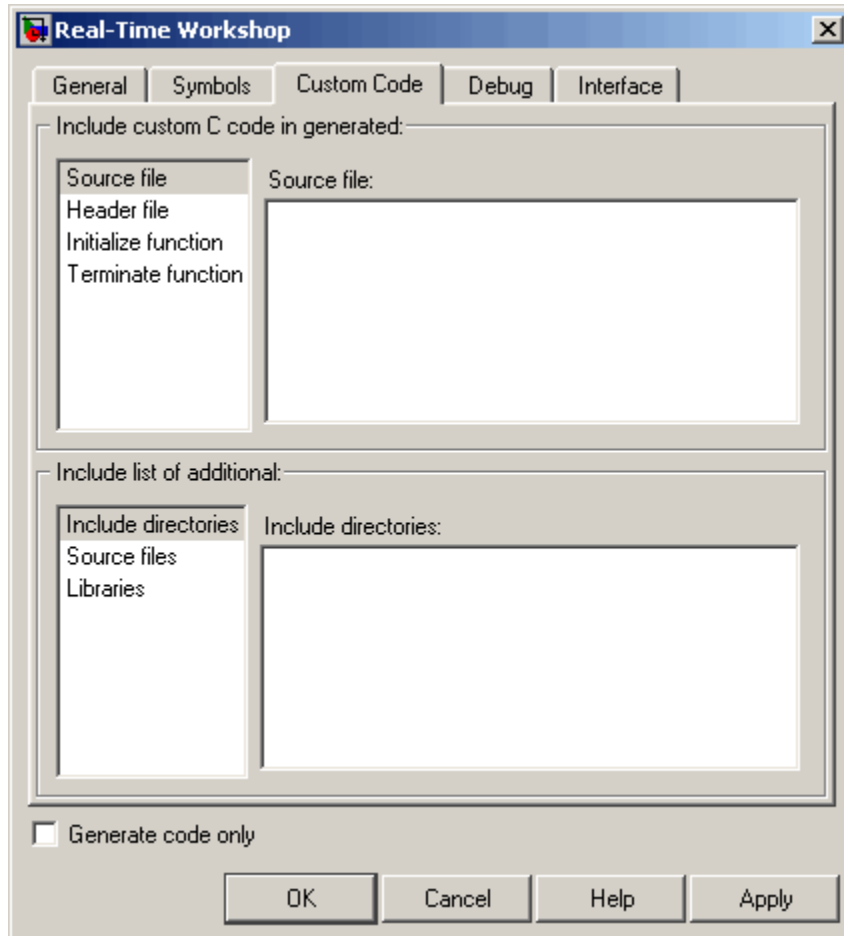 Real-Time Workshop
General Symbols Custom Code Debug Interface
Include custom C code in generated:
Source file
Header file
Initialize function
Terminate function
Source file:
Include list of additional:
Include directories
Source files
Libraries
Include directories:
Generate code only
OK Cancel Help Apply